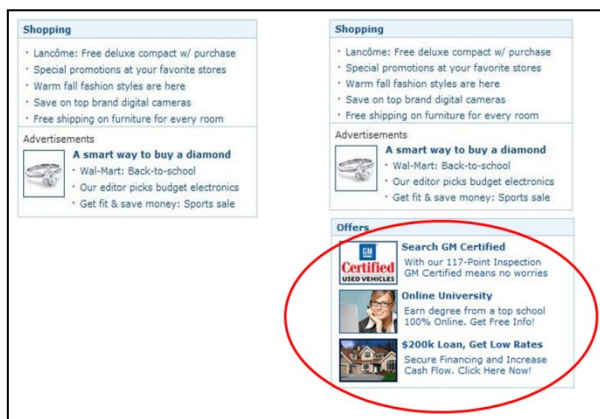 Shopping
· Lancôme: Free deluxe compact w/ purchase
· Special promotions at your favorite stores
· Warm fall fashion styles are here
· Save on top brand digital cameras
· Free shipping on furniture for every room
Advertisements
A smart way to buy a diamond
· Wal-Mart: Back-to-school
· Our editor picks budget electronics
· Get fit & save money: Sports sale
Shopping
· Lancôme: Free deluxe compact w/ purchase
· Special promotions at your favorite stores
· Warm fall fashion styles are here
· Save on top brand digital cameras
· Free shipping on furniture for every room
Advertisements
A smart way to buy a diamond
· Wal-Mart: Back-to-school
· Our editor picks budget electronics
· Get fit & save money: Sports sale
Offers
GM
Certified
USED VEHICLES
Search GM Certified
With our 117-Point Inspection
GM Certified means no worries
Online University
Earn degree from a top school
100% Online. Get Free Info!
$200k Loan, Get Low Rates
Secure Financing and Increase
Cash Flow. Click Here Now!